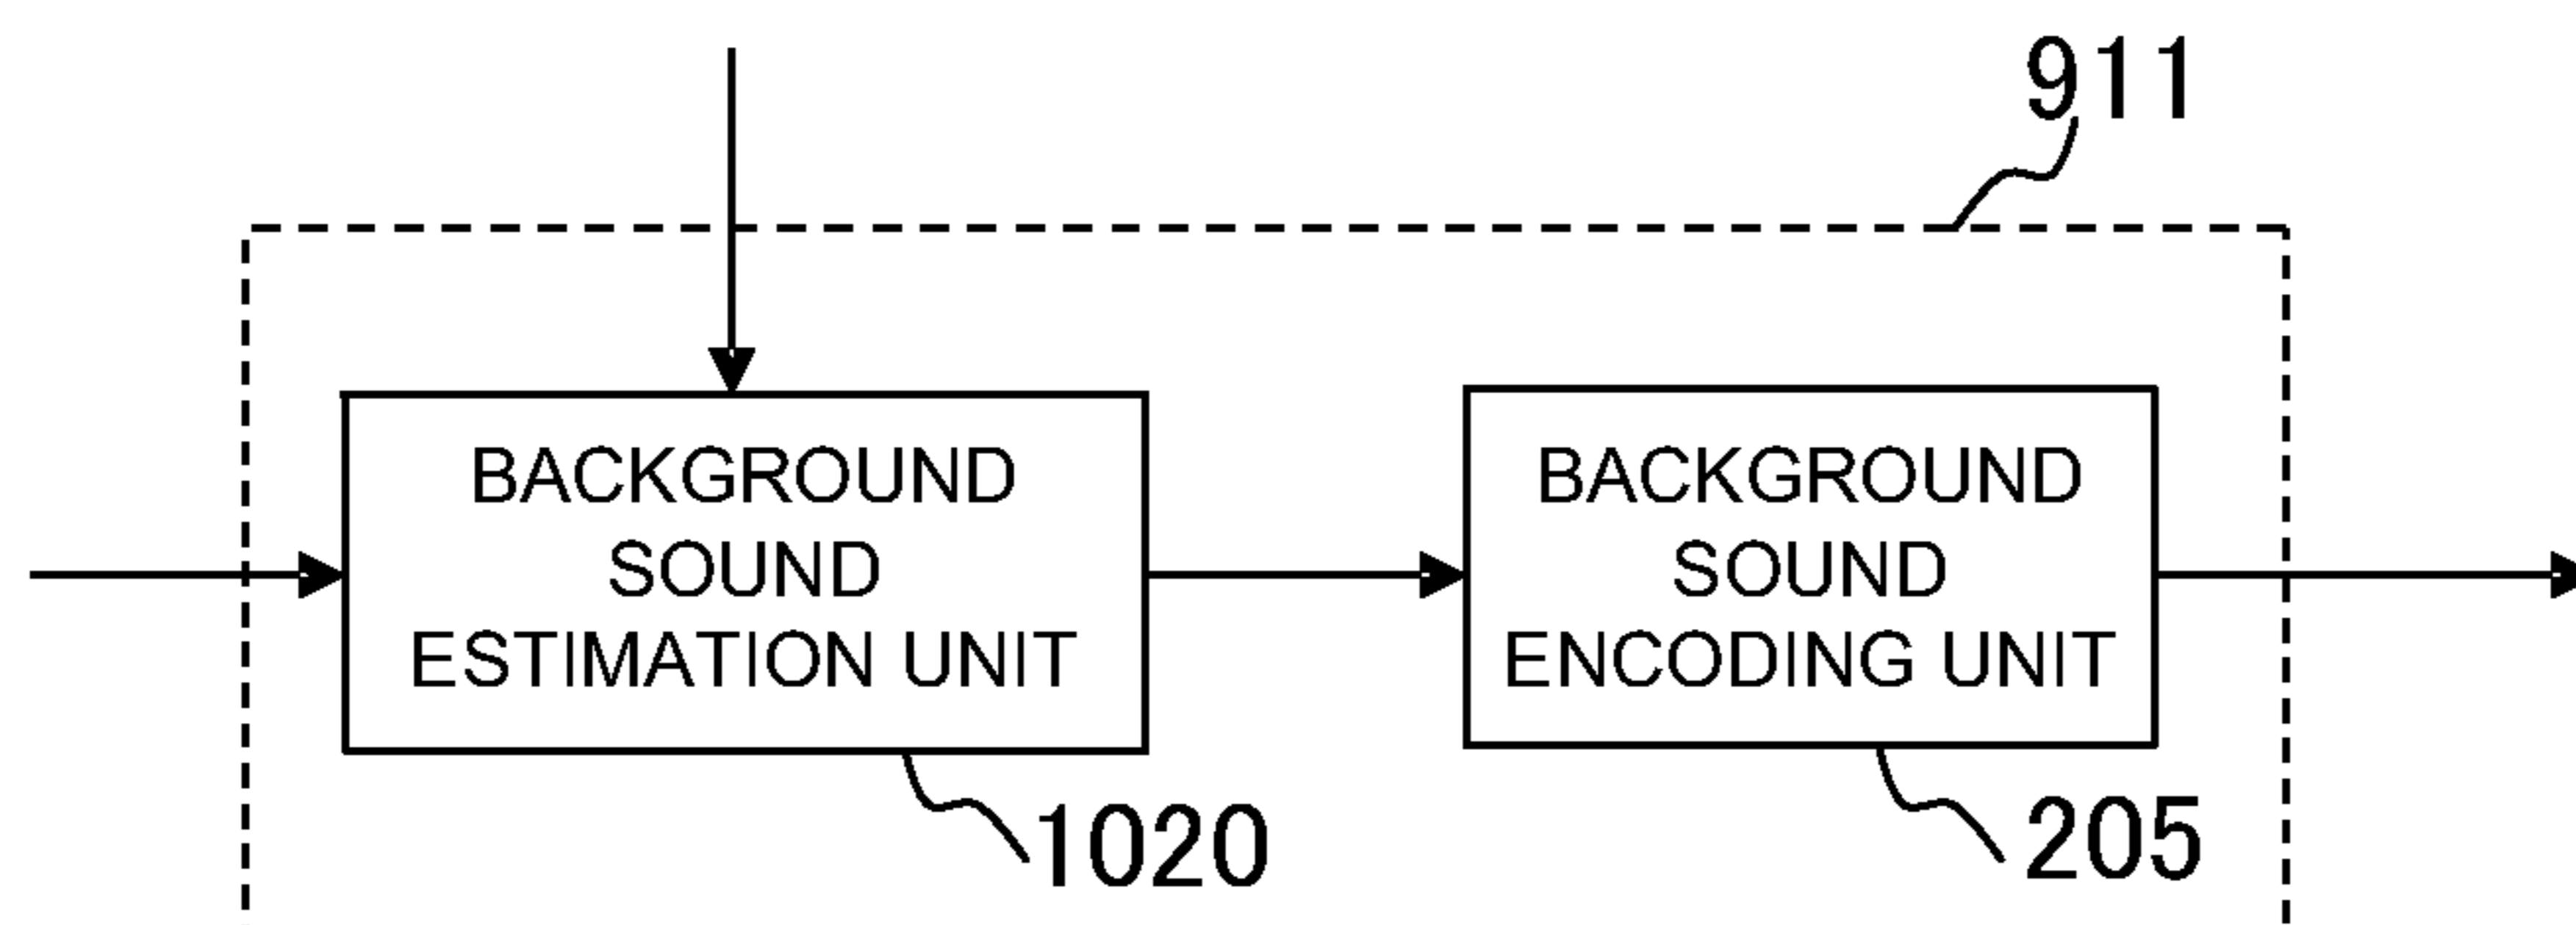 911
BACKGROUND
SOUND
ESTIMATION UNIT
BACKGROUND
SOUND
ENCODING UNIT
1020
205